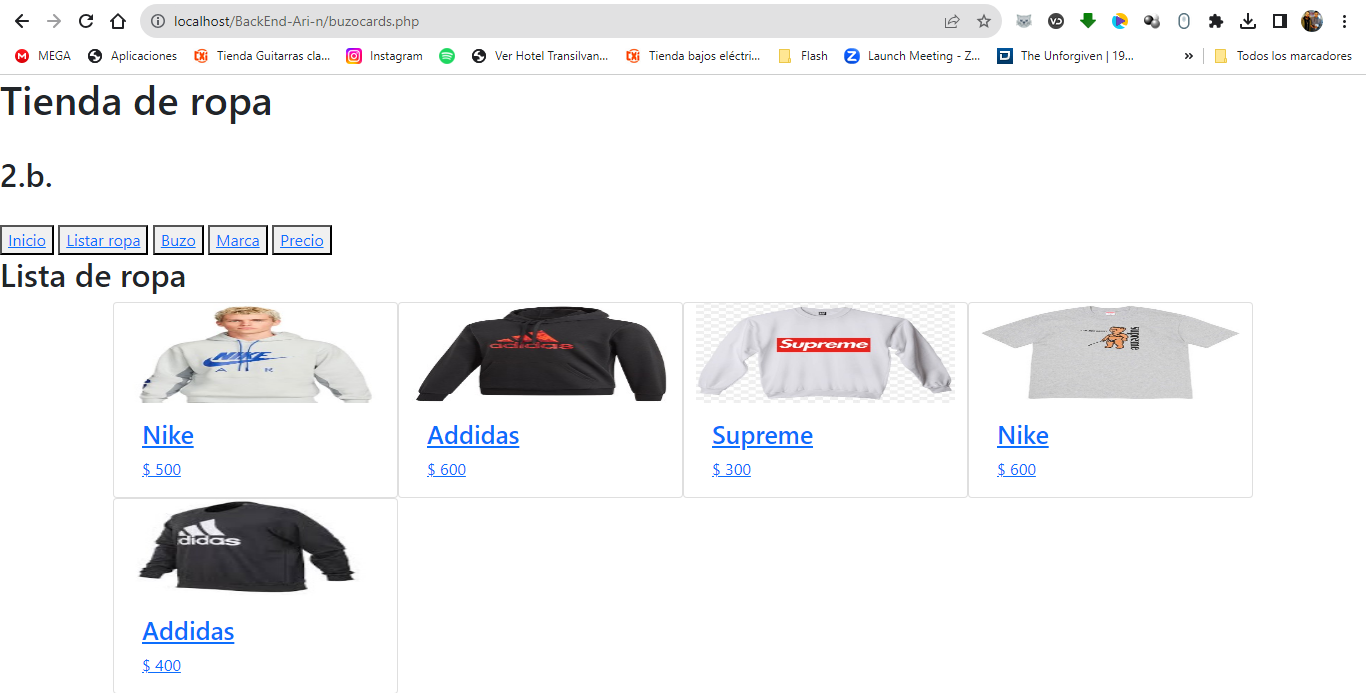 localhost/BackEnd-Ari-n/buzocards.php
MEGA Aplicaciones Tienda Guitarras cla... Instagram Ver Hotel Transilvan... Tienda bajos eléctri... Flash Launch Meeting - Z... The Unforgiven | 19... » Todos los marcadores
Tienda de ropa
2.b.
Inicio Listar ropa Buzo Marca Precio
Lista de ropa
NIKE
A R
adidas
Supreme
supreme
Nike Addidas Supreme Nike
$ 500 $ 600 $ 300 $ 600
adidas
Addidas
$ 400